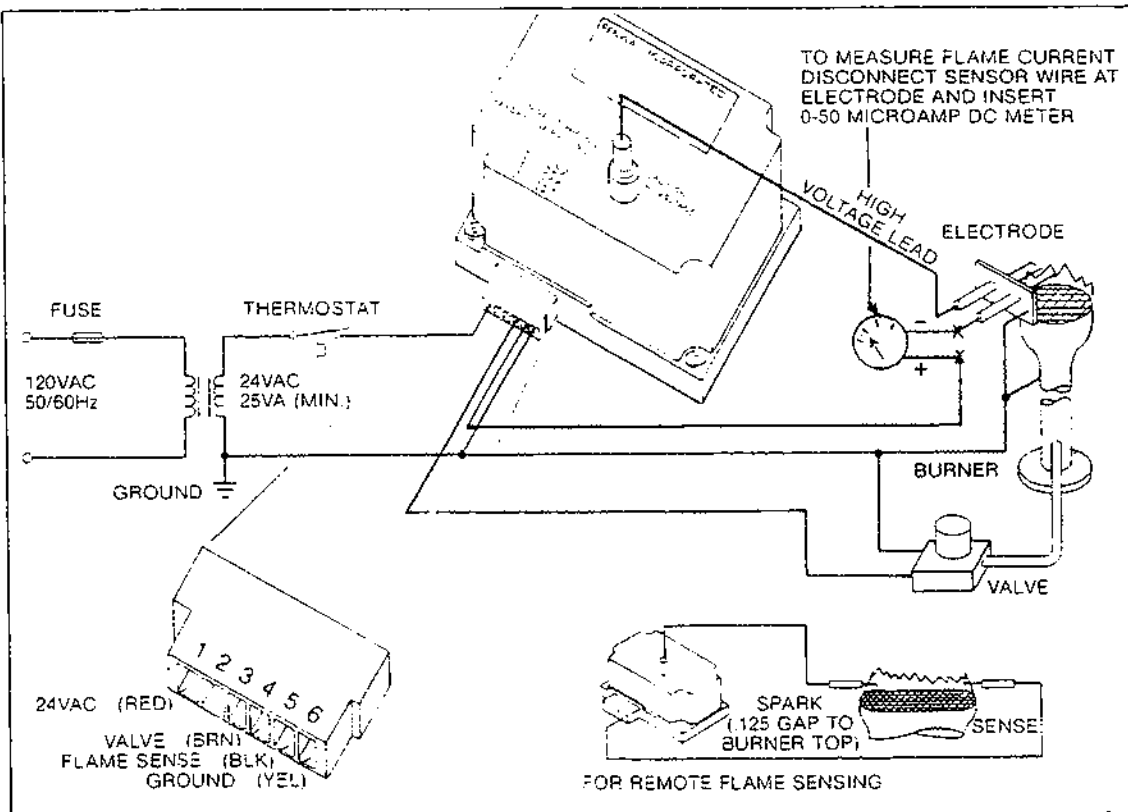 TO MEASURE FLAME CURRENT
DISCONNECT SENSOR WIRE AT
ELECTRODE AND INSERT
0-50 MICROAMP DC METER
HIGH
VOLTAGE LEAD
ELECTRODE
FUSE
THERMOSTAT
120VAC
50/60Hz
24VAC
25VA (MIN.)
-
+
GROUND
BURNER
VALVE
1 2 3 4 5 6
24VAC (RED)
VALVE (BRN)
FLAME SENSE (BLK)
GROUND (YEL)
SPARK
(.125 GAP TO
BURNER TOP)
SENSE
FOR REMOTE FLAME SENSING